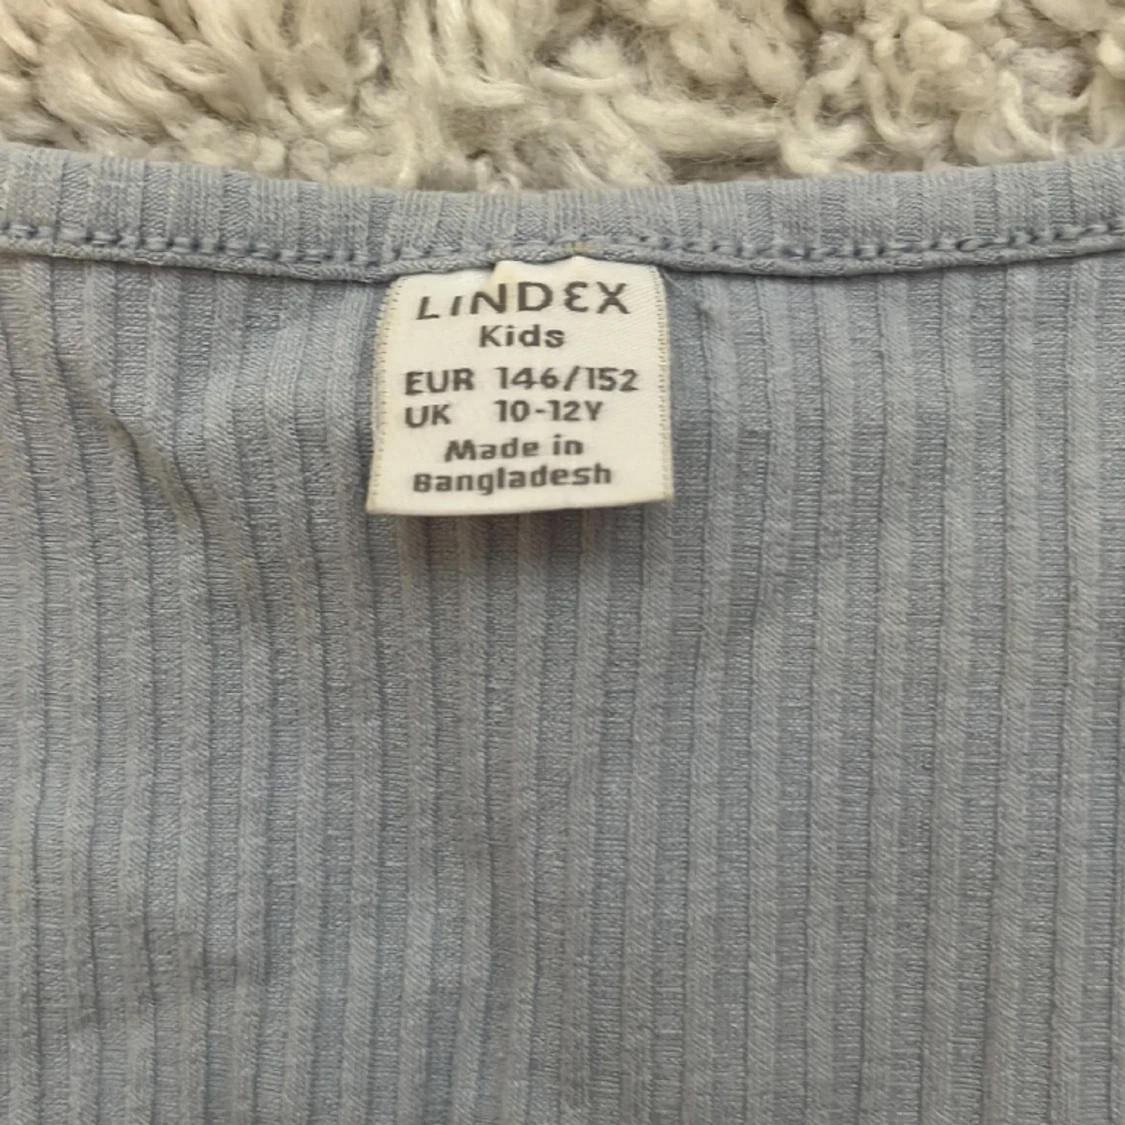 LINDEX
Kids
EUR 146/152
UK 10-12Y
Made in
Bangladesh